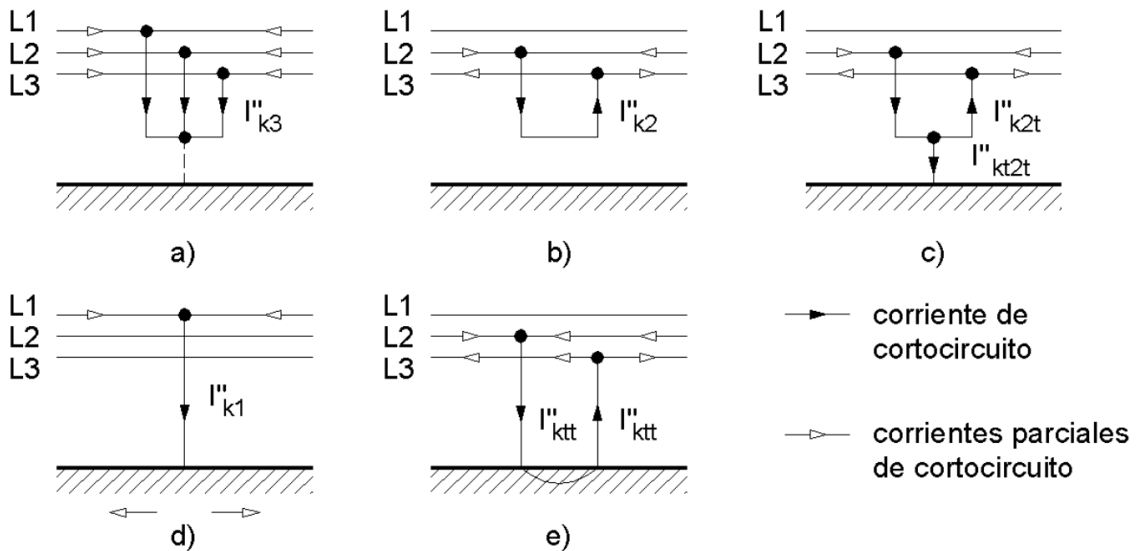 L1
L2
L3
I"k3
a)
L1
L2
L3
I"k2
b)
L1
L2
L3
I"k2t
I"kt2t
c)
L1
L2
L3
I"k1
d)
L1
L2
L3
I"ktt
I"ktt
e)
corriente de
cortocircuito
corrientes parciales
de cortocircuito